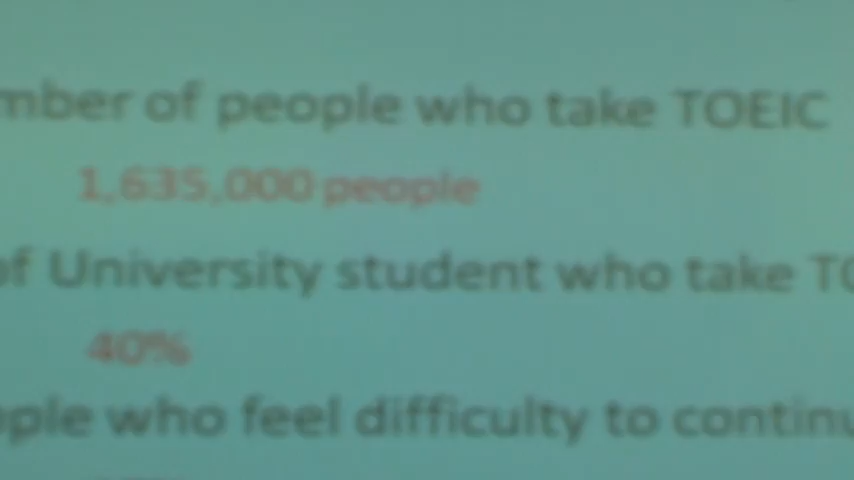 mber of people who take TOEIC
1,635,000 people
of University student who take TO
40%
ople who feel difficulty to continu